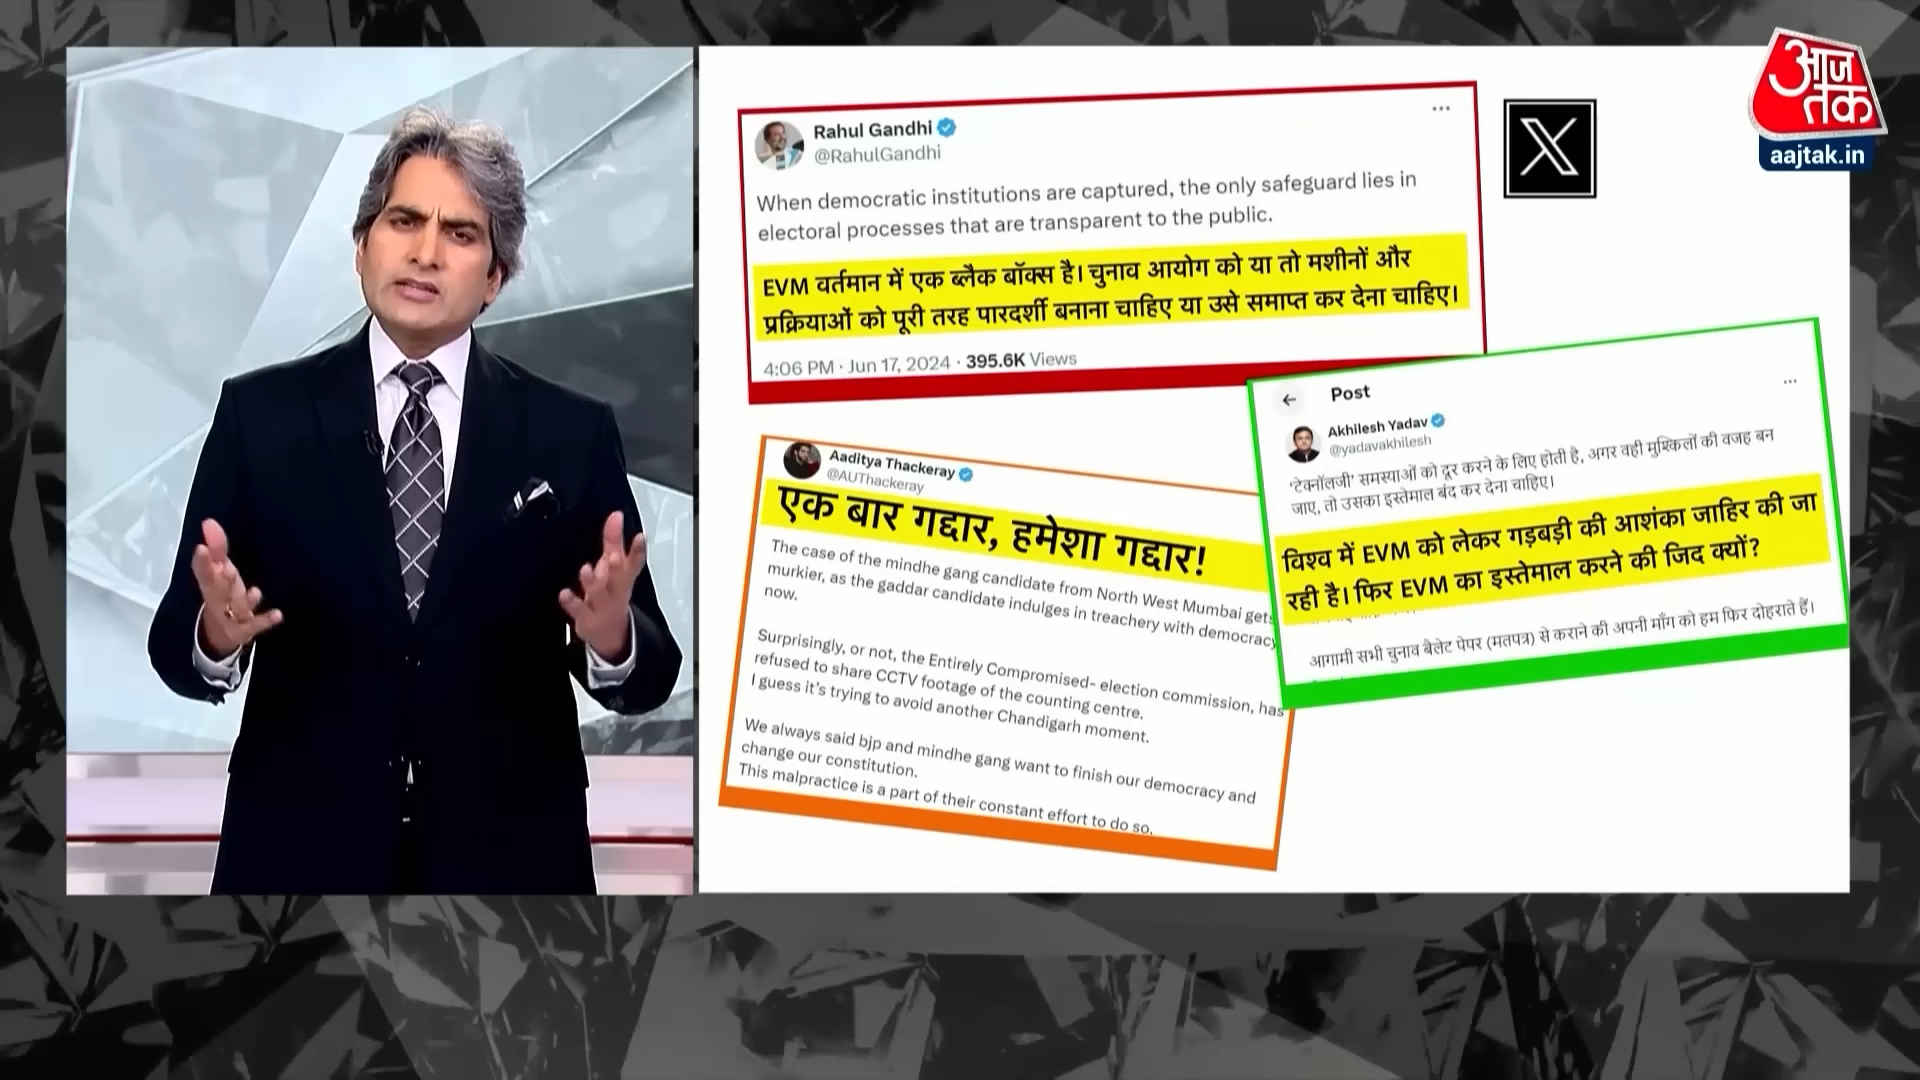 आज
तक
aajtak.in
Rahul Gandhi
@RahulGandhi
When democratic institutions are captured, the only safeguard lies in
electoral processes that are transparent to the public.
EVM वर्तमान में एक ब्लैक बॉक्स है। चुनाव आयोग को या तो मशीनों और
प्रक्रियाओं को पूरी तरह पारदर्शी बनाना चाहिए या उसे समाप्त कर देना चाहिए।
4:06 PM · Jun 17, 2024 · 395.6K Views
X
Post
Akhilesh Yadav
@yadavakhilesh
'टेक्नॉलजी' समस्याओं को दूर करने के लिए होती है, अगर वही मुश्किलों की वजह बन
जाए, तो उसका इस्तेमाल बंद कर देना चाहिए।
विश्व में EVM को लेकर गड़बड़ी की आशंका जाहिर की जा
रही है। फिर EVM का इस्तेमाल करने की जिद क्यों?
आगामी सभी चुनाव बैलेट पेपर (मतपत्र) से कराने की अपनी माँग को हम फिर दोहराते हैं।
Aaditya Thackeray
@AUThackeray
एक बार गद्दार, हमेशा गद्दार!
The case of the mindhe gang candidate from North West Mumbai gets
murkier, as the gaddar candidate indulges in treachery with democracy
now.
Surprisingly, or not, the Entirely Compromised- election commission, has
refused to share CCTV footage of the counting centre.
I guess it's trying to avoid another Chandigarh moment.
We always said bjp and mindhe gang want to finish our democracy and
change our constitution.
This malpractice is a part of their constant effort to do so.